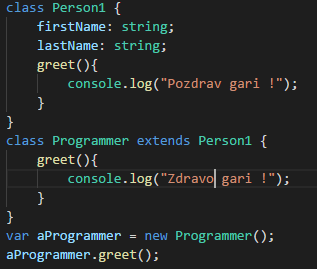 class Person1 {
    firstName: string;
    lastName: string;
    greet(){
        console.log("Pozdrav gari !");
    }
}
class Programmer extends Person1 {
    greet(){
        console.log("Zdravo gari !");
    }
}
var aProgrammer = new Programmer();
aProgrammer.greet();